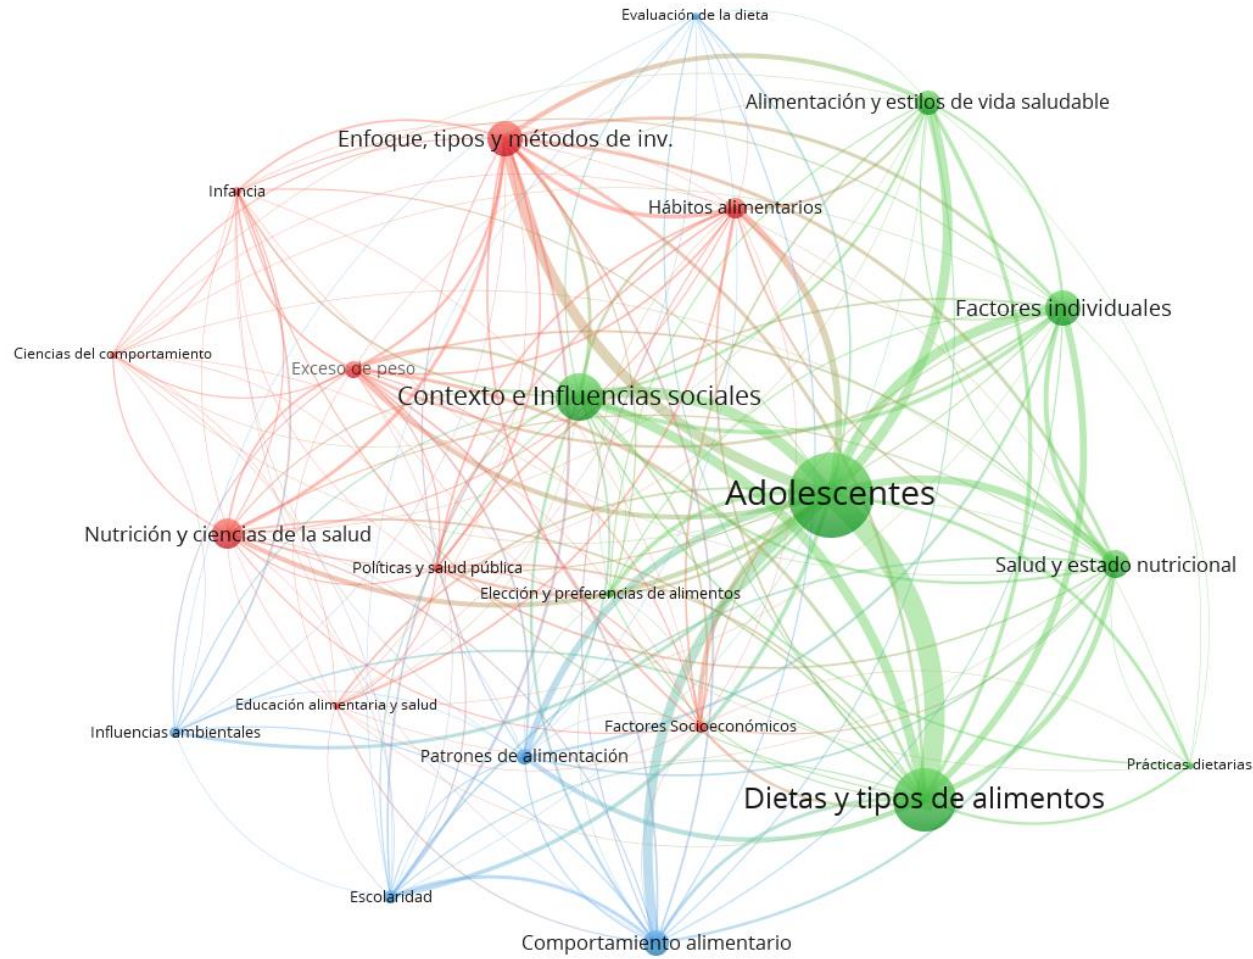 Evaluación de la dieta
Alimentación y estilos de vida saludable
Enfoque, tipos y métodos de inv.
Infancia
Hábitos alimentarios
Factores individuales
Ciencias del comportamiento
Exceso de peso
Contexto e Influencias sociales
Adolescentes
Nutrición y ciencias de la salud
Políticas y salud pública
Salud y estado nutricional
Elección y preferencias de alimentos
Educación alimentaria y salud
Factores Socioeconómicos
Influencias ambientales
Patrones de alimentación
Prácticas dietarias
Dietas y tipos de alimentos
Escolaridad
Comportamiento alimentario